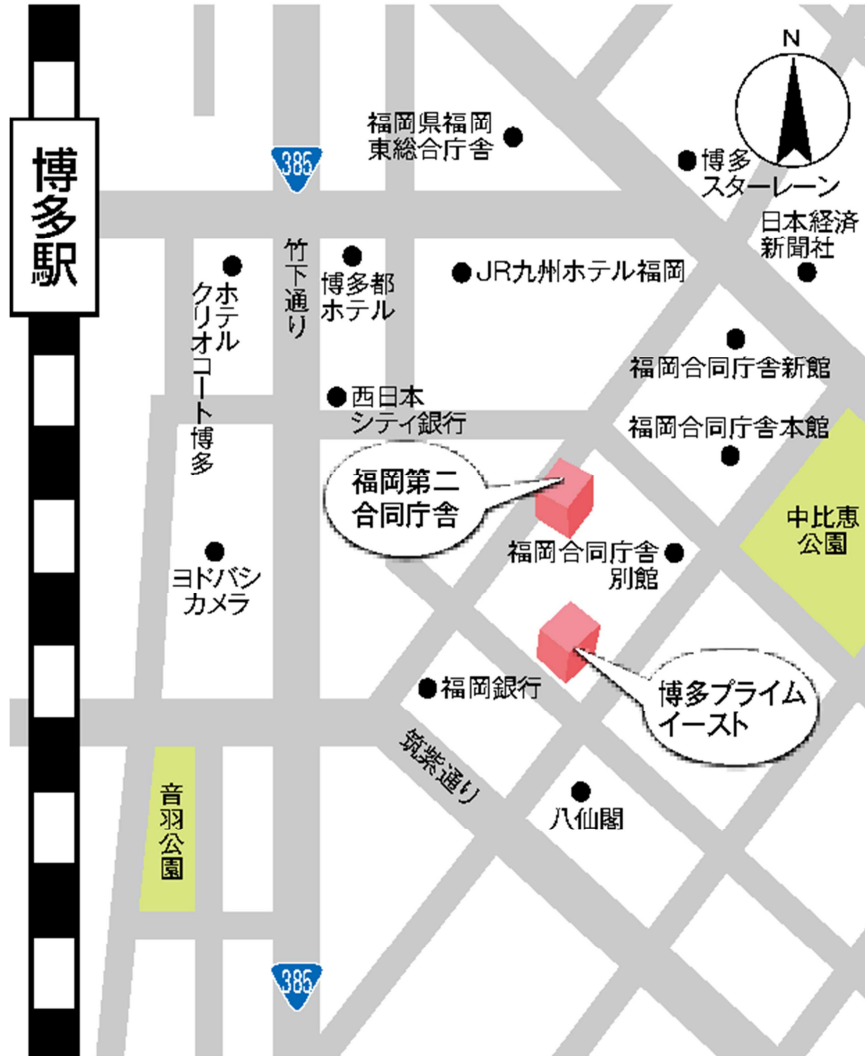 N
福岡県福岡
東総合庁舎
385
博多
スターレーン
博多駅
日本経済
新聞社
竹下通り
ホテル
クリオコート博多
博多都
ホテル
JR九州ホテル福岡
福岡合同庁舎新館
西日本
シティ銀行
福岡合同庁舎本館
福岡第二
合同庁舎
中比恵
公園
福岡合同庁舎
別館
ヨドバシ
カメラ
福岡銀行
博多プライム
イースト
筑紫通り
音羽公園
八仙閣
385